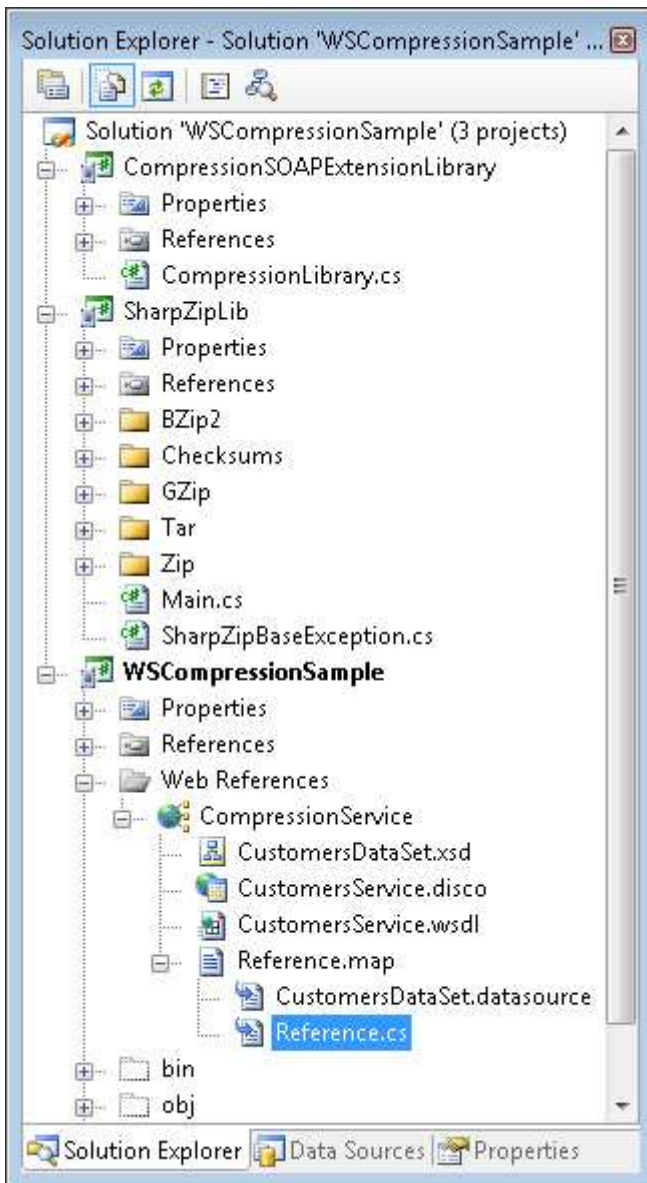 Solution Explorer - Solution 'WSCompressionSample' ...
Solution 'WSCompressionSample' (3 projects)
CompressionSOAPExtensionLibrary
Properties
References
CompressionLibrary.cs
SharpZipLib
Properties
References
BZip2
Checksums
GZip
Tar
Zip
Main.cs
SharpZipBaseException.cs
WSCompressionSample
Properties
References
Web References
CompressionService
CustomersDataSet.xsd
CustomersService.disco
CustomersService.wsdl
Reference.map
CustomersDataSet.datasource
Reference.cs
bin
obj
Solution Explorer Data Sources Properties